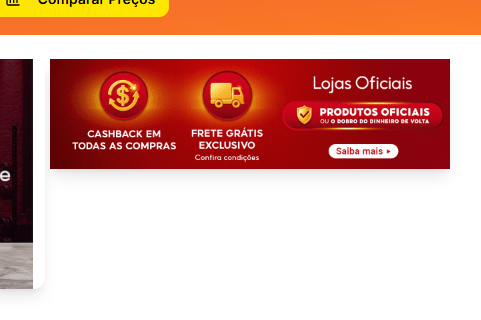 Comparar Preços
e
CASHBACK EM
TODAS AS COMPRAS
FRETE GRÁTIS
EXCLUSIVO
Confira condições
Lojas Oficiais
PRODUTOS OFICIAIS
OU O DOBRO DO DINHEIRO DE VOLTA
Saiba mais ▸